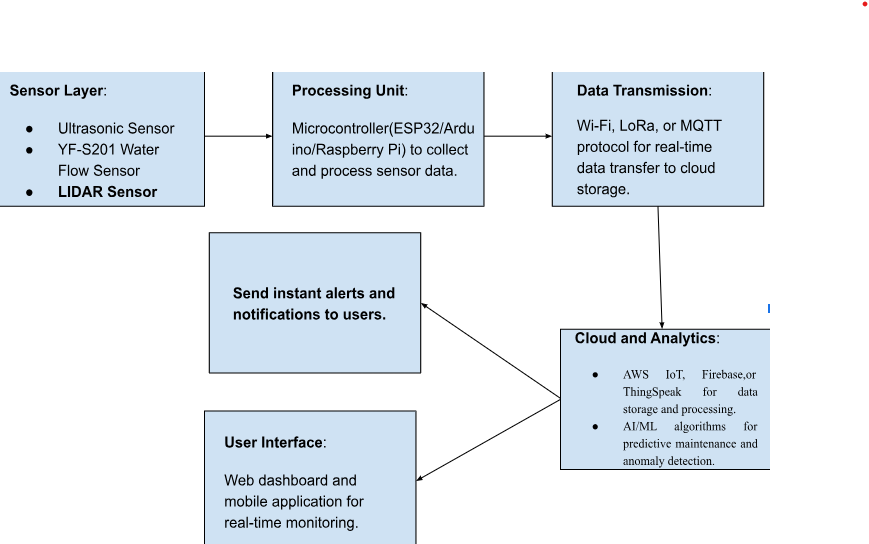 Sensor Layer:
● Ultrasonic Sensor
● YF-S201 Water
Flow Sensor
● LIDAR Sensor
Processing Unit:
Microcontroller(ESP32/Ardu
ino/Raspberry Pi) to collect
and process sensor data.
Data Transmission:
Wi-Fi, LoRa, or MQTT
protocol for real-time
data transfer to cloud
storage.
Send instant alerts and
notifications to users.
Cloud and Analytics:
● AWS IoT, Firebase,or
ThingSpeak for data
storage and processing.
● AI/ML algorithms for
predictive maintenance and
anomaly detection.
User Interface:
Web dashboard and
mobile application for
real-time monitoring.